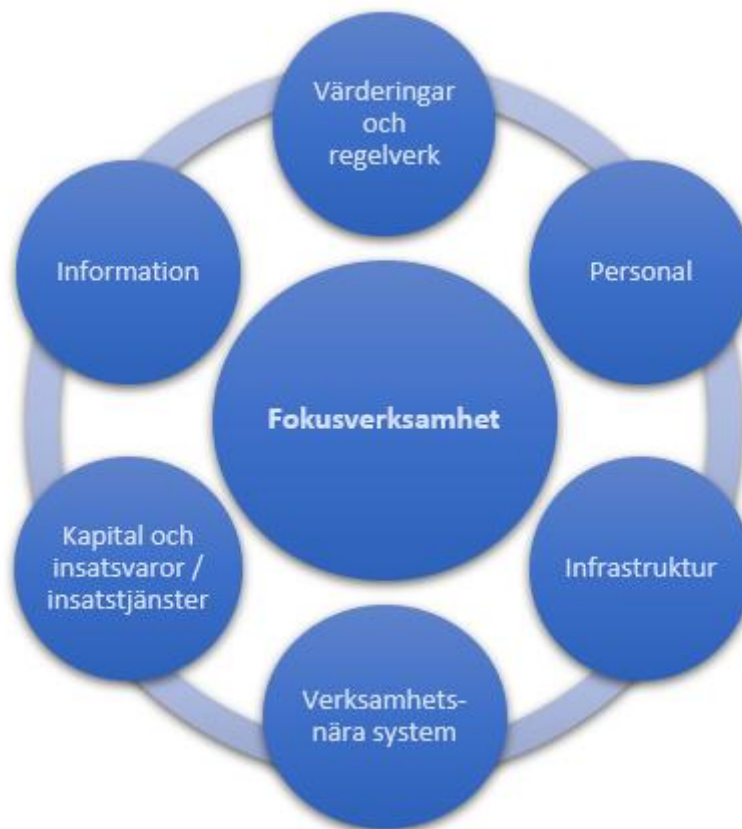 Värderingar
och
regelverk
Information
Personal
Fokusverksamhet
Kapital och
insatsvaror /
insatstjänster
Infrastruktur
Verksamhets-
nära system